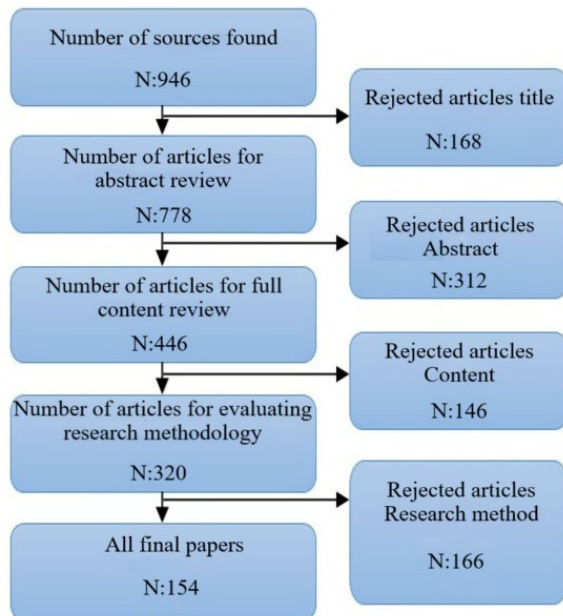 Number of sources found
N:946
Rejected articles title
N:168
Number of articles for
abstract review
N:778
Rejected articles
Abstract
N:312
Number of articles for full
content review
N:446
Rejected articles
Content
N:146
Number of articles for evaluating
research methodology
N:320
Rejected articles
Research method
N:166
All final papers
N:154